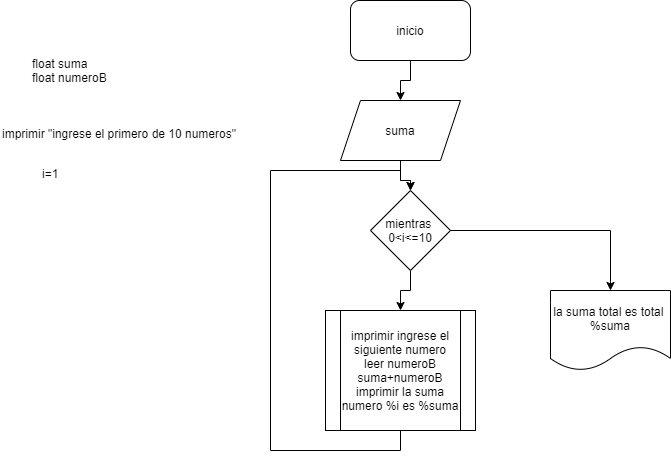 inicio
float suma
float numeroB
imprimir "ingrese el primero de 10 numeros"
suma
i=1
mientras
0<i<=10
la suma total es total
%suma
imprimir ingrese el
siguiente numero
leer numeroB
suma+numeroB
imprimir la suma
numero %i es %suma